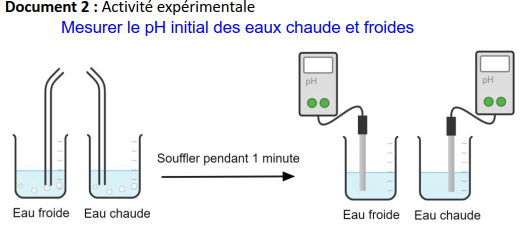 Document 2 : Activité expérimentale
Mesurer le pH initial des eaux chaude et froides
pH
pH
Souffler pendant 1 minute
Eau froide
Eau chaude
Eau froide
Eau chaude